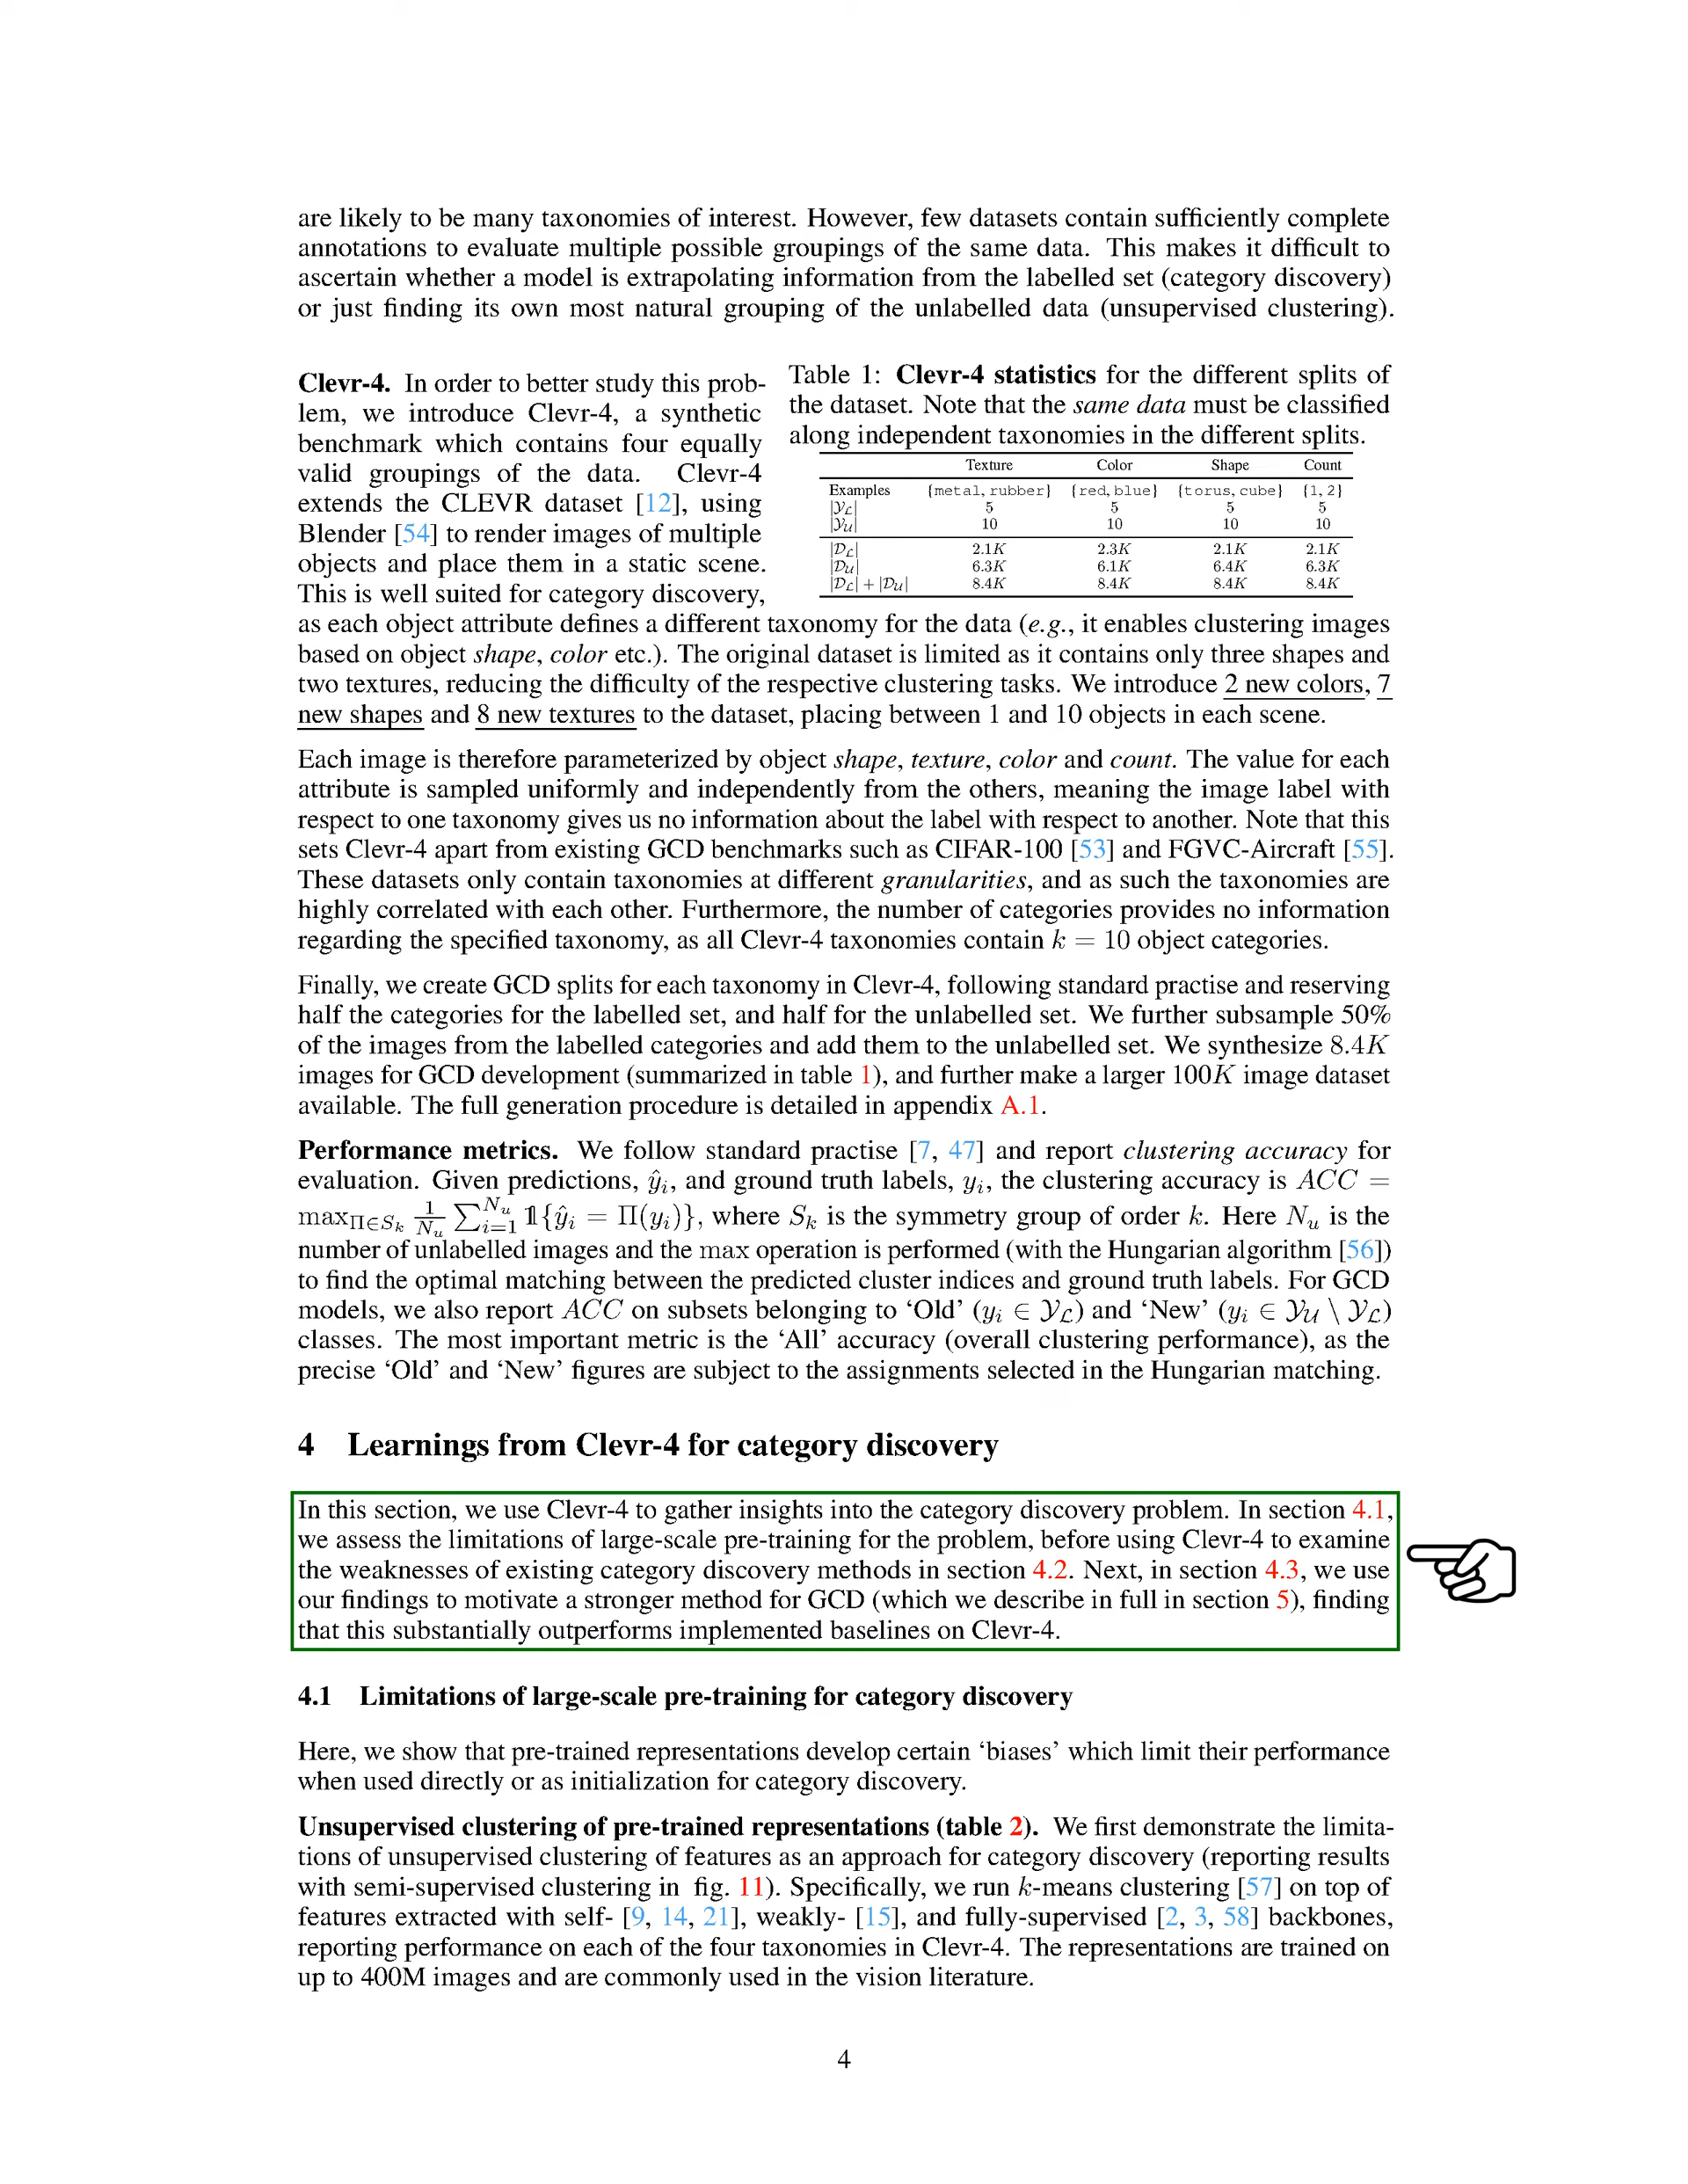 are likely to be many taxonomies of interest. However, few datasets contain sufficiently complete
annotations to evaluate multiple possible groupings of the same data. This makes it difficult to
ascertain whether a model is extrapolating information from the labelled set (category discovery)
or just finding its own most natural grouping of the unlabelled data (unsupervised clustering).
Clevr-4. In order to better study this prob-
lem, we introduce Clevr-4, a synthetic
benchmark which contains four equally
valid groupings of the data. Clevr-4
extends the CLEVR dataset [12], using
Blender [54] to render images of multiple
objects and place them in a static scene.
This is well suited for category discovery,
Table 1: Clevr-4 statistics for the different splits of
the dataset. Note that the same data must be classified
along independent taxonomies in the different splits.
Texture Color Shape Count
Examples {metal, rubber} {red, blue} {torus, cube} {1, 2}
|𝒴_ℒ| 5 5 5 5
|𝒴_𝒰| 10 10 10 10
|𝒟_ℒ| 2.1K 2.3K 2.1K 2.1K
|𝒟_𝒰| 6.3K 6.1K 6.4K 6.3K
|𝒟_ℒ| + |𝒟_𝒰| 8.4K 8.4K 8.4K 8.4K
as each object attribute defines a different taxonomy for the data (e.g., it enables clustering images
based on object shape, color etc.). The original dataset is limited as it contains only three shapes and
two textures, reducing the difficulty of the respective clustering tasks. We introduce 2 new colors, 7
new shapes and 8 new textures to the dataset, placing between 1 and 10 objects in each scene.
Each image is therefore parameterized by object shape, texture, color and count. The value for each
attribute is sampled uniformly and independently from the others, meaning the image label with
respect to one taxonomy gives us no information about the label with respect to another. Note that this
sets Clevr-4 apart from existing GCD benchmarks such as CIFAR-100 [53] and FGVC-Aircraft [55].
These datasets only contain taxonomies at different granularities, and as such the taxonomies are
highly correlated with each other. Furthermore, the number of categories provides no information
regarding the specified taxonomy, as all Clevr-4 taxonomies contain k = 10 object categories.
Finally, we create GCD splits for each taxonomy in Clevr-4, following standard practise and reserving
half the categories for the labelled set, and half for the unlabelled set. We further subsample 50%
of the images from the labelled categories and add them to the unlabelled set. We synthesize 8.4K
images for GCD development (summarized in table 1), and further make a larger 100K image dataset
available. The full generation procedure is detailed in appendix A.1.
Performance metrics. We follow standard practise [7, 47] and report clustering accuracy for
evaluation. Given predictions, ŷ_i, and ground truth labels, y_i, the clustering accuracy is ACC =
max_{Π∈S_k} 1/N_u ∑_{i=1}^{N_u} 𝟙{ŷ_i = Π(y_i)}, where S_k is the symmetry group of order k. Here N_u is the
number of unlabelled images and the max operation is performed (with the Hungarian algorithm [56])
to find the optimal matching between the predicted cluster indices and ground truth labels. For GCD
models, we also report ACC on subsets belonging to ‘Old’ (y_i ∈ 𝒴_ℒ) and ‘New’ (y_i ∈ 𝒴_𝒰 \ 𝒴_ℒ)
classes. The most important metric is the ‘All’ accuracy (overall clustering performance), as the
precise ‘Old’ and ‘New’ figures are subject to the assignments selected in the Hungarian matching.
4 Learnings from Clevr-4 for category discovery
In this section, we use Clevr-4 to gather insights into the category discovery problem. In section 4.1,
we assess the limitations of large-scale pre-training for the problem, before using Clevr-4 to examine
the weaknesses of existing category discovery methods in section 4.2. Next, in section 4.3, we use
our findings to motivate a stronger method for GCD (which we describe in full in section 5), finding
that this substantially outperforms implemented baselines on Clevr-4.
4.1 Limitations of large-scale pre-training for category discovery
Here, we show that pre-trained representations develop certain ‘biases’ which limit their performance
when used directly or as initialization for category discovery.
Unsupervised clustering of pre-trained representations (table 2). We first demonstrate the limita-
tions of unsupervised clustering of features as an approach for category discovery (reporting results
with semi-supervised clustering in fig. 11). Specifically, we run k-means clustering [57] on top of
features extracted with self- [9, 14, 21], weakly- [15], and fully-supervised [2, 3, 58] backbones,
reporting performance on each of the four taxonomies in Clevr-4. The representations are trained on
up to 400M images and are commonly used in the vision literature.
4